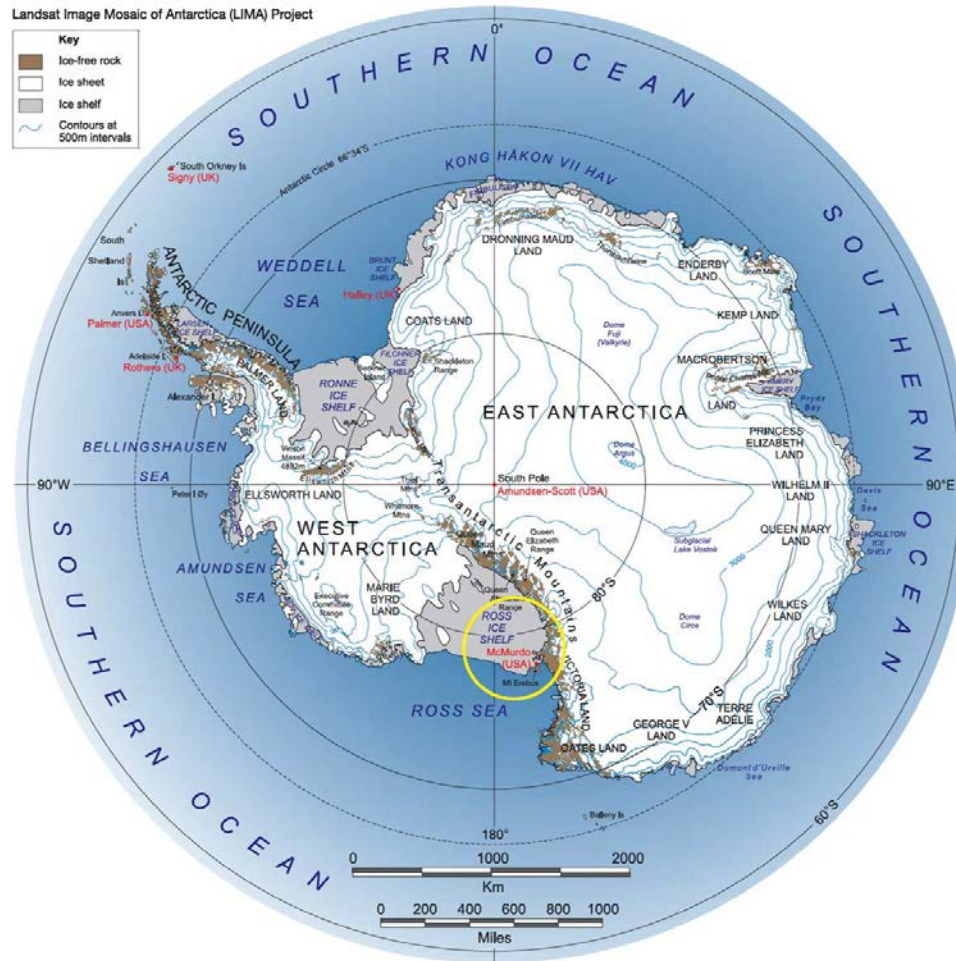 Landsat Image Mosaic of Antarctica (LIMA) Project
Key
Ice-free rock
Ice sheet
Ice shelf
Contours at
500m intervals
SOUTHERN OCEAN
0°
Antarctic Circle 66°34'S
South Orkney Is
Signy (UK)
KONG HÅKON VII HAV
South
Shetland
Is
ANTARCTIC PENINSULA
WEDDELL
SEA
BRUNT
ICE
SHELF
Halley (UK)
DRONNING MAUD
LAND
ENDERBY
LAND
SOUTHERN OCEAN
KEMP LAND
Anvers I
Palmer (USA)
LARSEN
ICE SHELF
COATS LAND
Dome
Fuji
(Valkyrie)
Adelaide I
Rothera (UK)
PALMER LAND
Alexander I
FILCHNER
ICE
SHELF
Shackleton
Range
Berkner
Island
RONNE
ICE
SHELF
MACROBERTSON
LAND
AMERY
ICE SHELF
Prydz
Bay
EAST ANTARCTICA
PRINCESS
ELIZABETH
LAND
BELLINGSHAUSEN
SEA
Vinson
Massif
4892m
Dome
Argus
4000
90°W
Peter I Øy
ELLSWORTH LAND
Thiel
Mtns
South Pole
Amundsen-Scott (USA)
WILHELM II
LAND
Davis
Sea
90°E
Whitmore
Mtns
Transantarctic Mountains
WEST
ANTARCTICA
Queen
Maud
Queen
Elizabeth
Range
Subglacial
Lake Vostok
QUEEN MARY
LAND
SHACKLETON
ICE
SHELF
AMUNDSEN
SEA
3000
Executive
Committee
Range
MARIE
BYRD
LAND
Queen
Range
80°S
ROSS
ICE
SHELF
Dome
Circe
WILKES
LAND
McMurdo
(USA)
Mt Erebus
2000
ROSS SEA
VICTORIA LAND
70°S
TERRE
ADELIE
GEORGE V
LAND
OATES LAND
Dumont d'Urville
Sea
SOUTHERN OCEAN
Balleny Is
60°S
180°
0 1000 2000
Km
0 200 400 600 800 1000
Miles